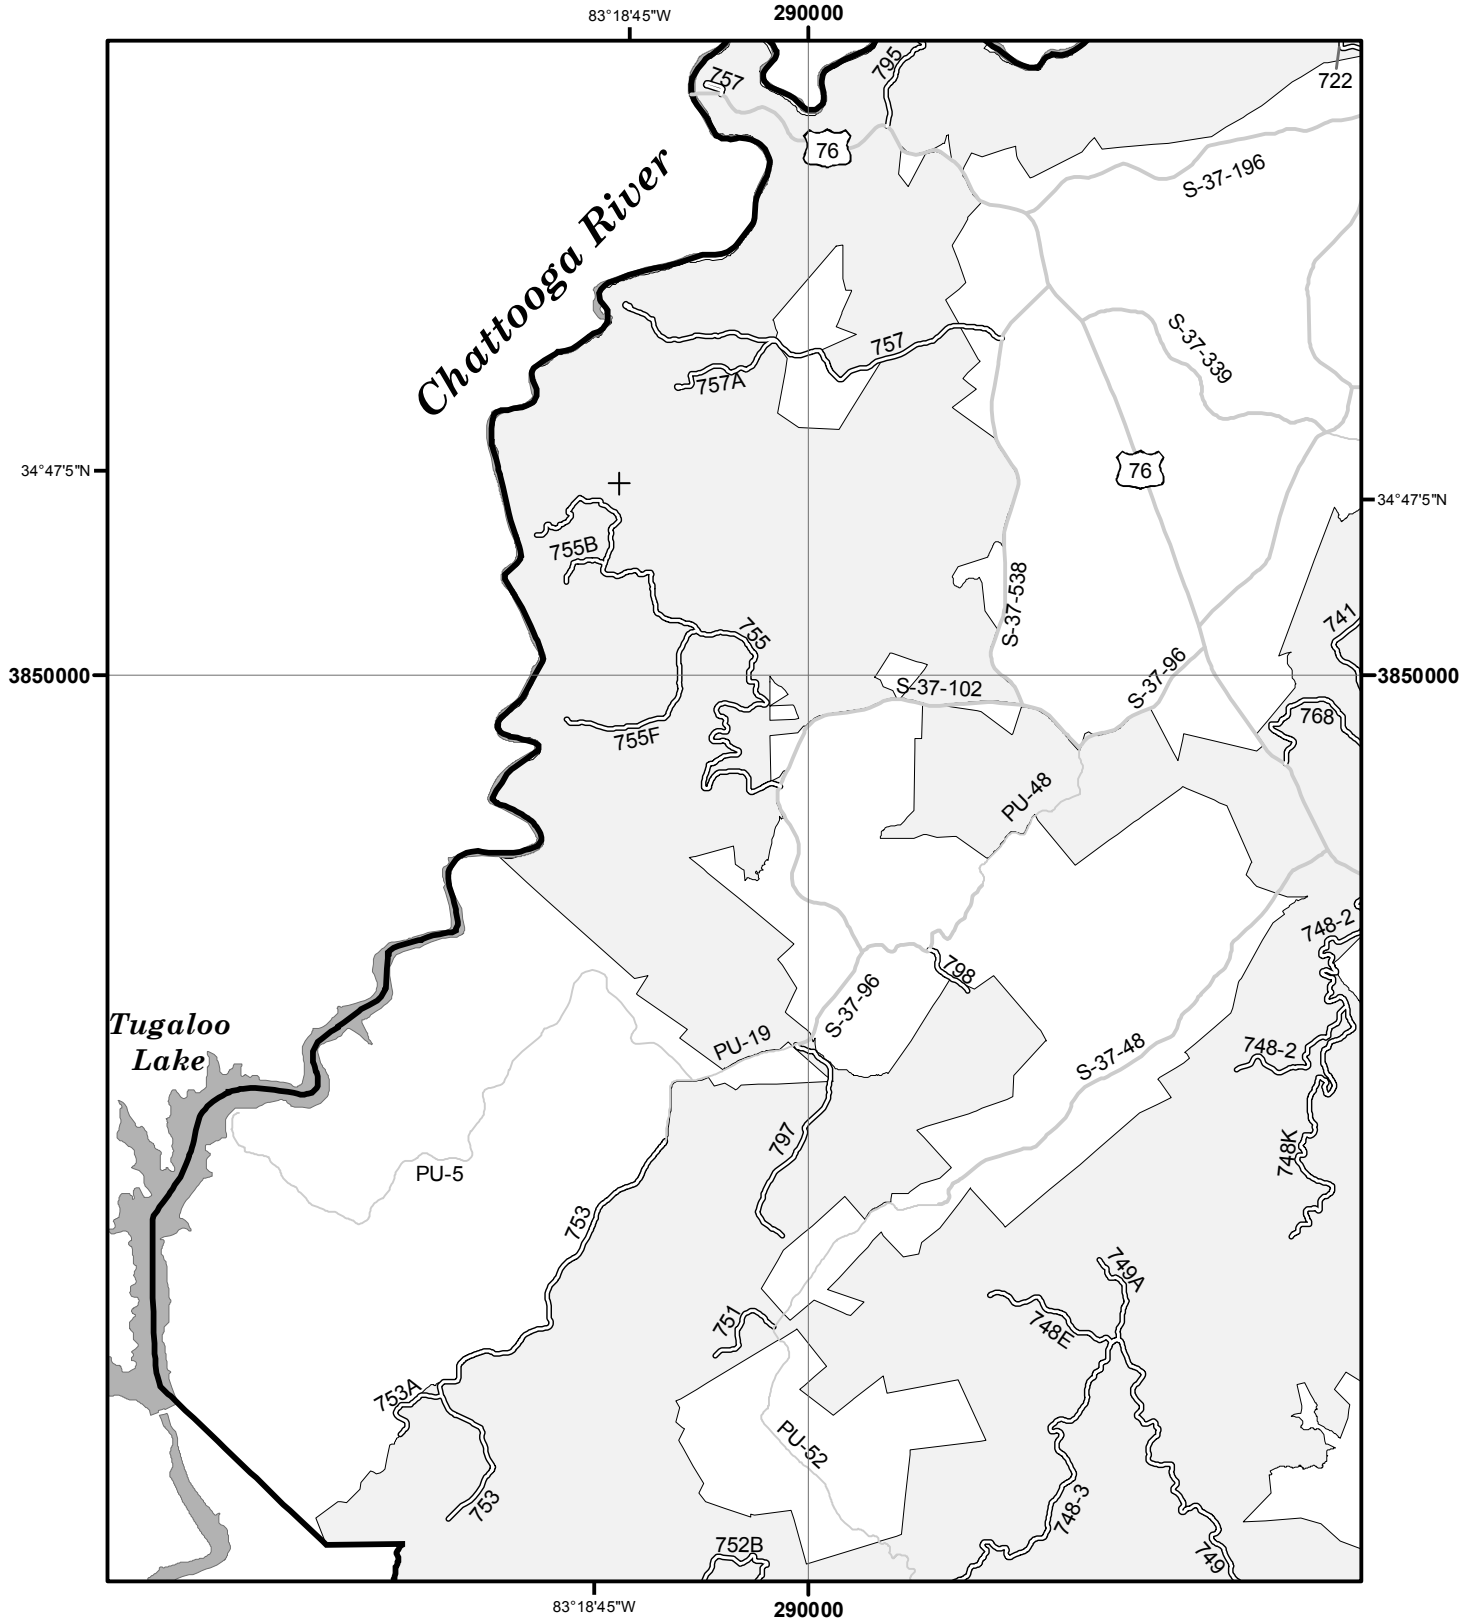 83°18'45"W
290000
757
795
722
76
S-37-196
Chattooga River
757
757A
S-37-339
34°47'5"N
76
34°47'5"N
755B
S-37-538
755
741
3850000
3850000
S-37-102
S-37-96
768
755F
PU-48
748-2
798
S-37-96
Tugaloo
Lake
PU-19
S-37-48
748-2
797
748K
PU-5
753
749A
751
748E
753A
PU-52
753
748-3
752B
749
83°18'45"W
290000